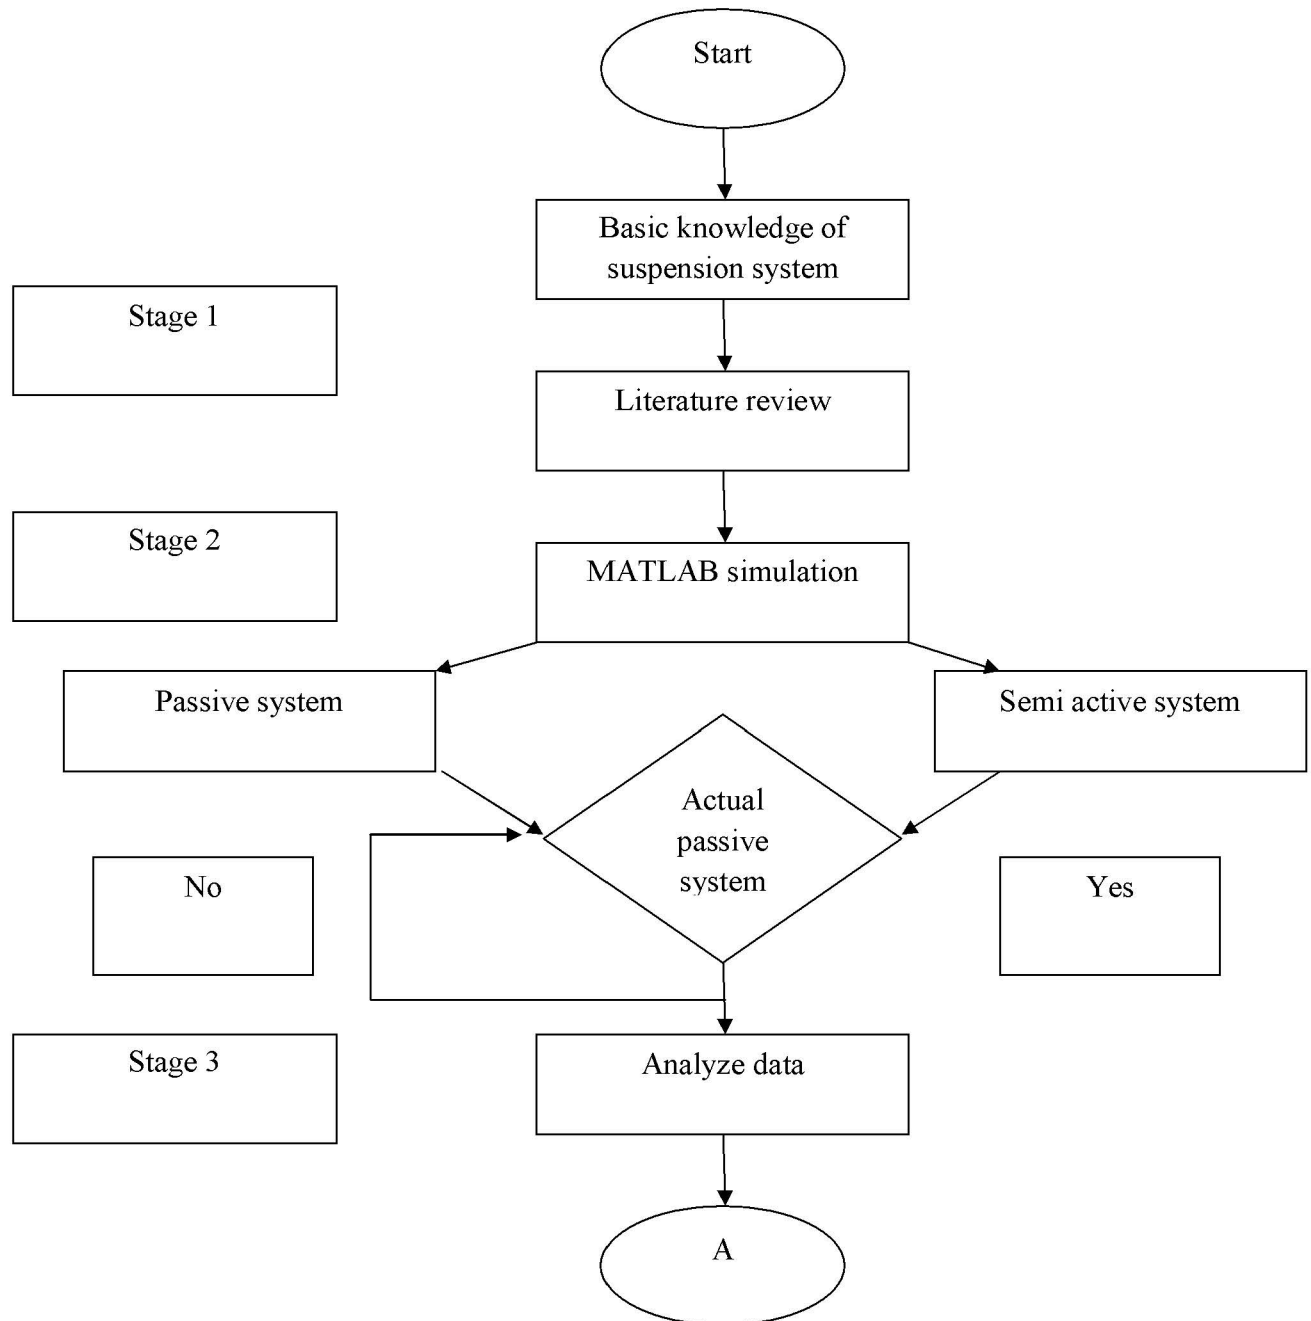 Start
Basic knowledge of
suspension system
Stage 1
Literature review
Stage 2
MATLAB simulation
Passive system
Semi active system
Actual
passive
system
No
Yes
Stage 3
Analyze data
A